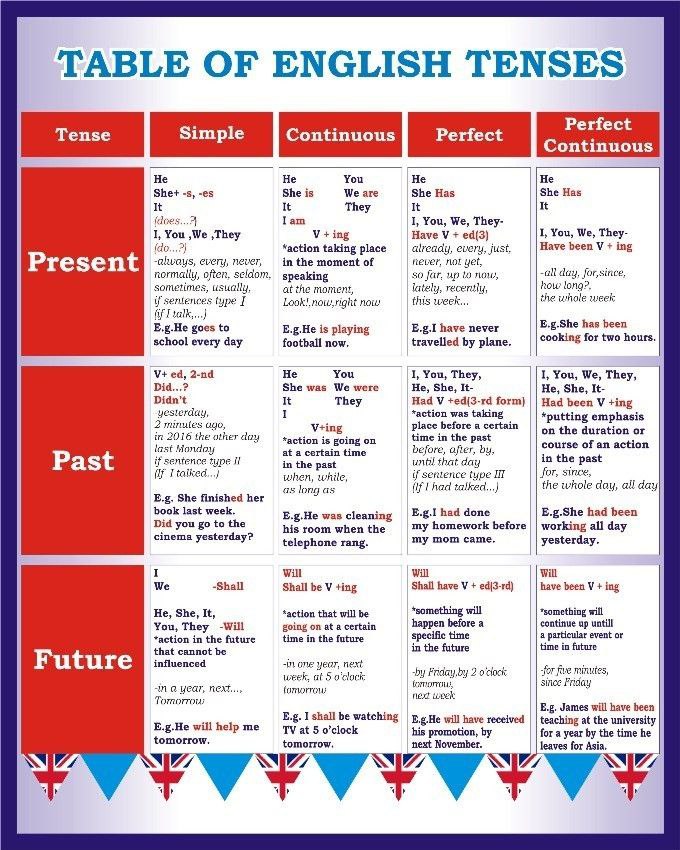 TABLE OF ENGLISH TENSES
Tense
Simple
Continuous
Perfect
Perfect
Continuous
Present
He
She+ -s, -es
It
(does...?)
I, You ,We ,They
(do...?)
-always, every, never,
normally, often, seldom,
sometimes, usually,
if sentences type I
(if I talk,...)
E.g.He goes to
school every day
He You
She is We are
It They
I am
V + ing
*action taking place
in the moment of
speaking
at the moment,
Look!,now,right now
E.g.He is playing
football now.
He
She Has
It
I, You, We, They-
Have V + ed(3)
already, every, just,
never, not yet,
so far, up to now,
lately, recently,
this week...
E.g.I have never
travelled by plane.
He
She Has
It
I, You, We, They-
Have been V + ing
-all day, for,since,
how long?,
the whole week
E.g.She has been
cooking for two hours.
Past
V+ ed, 2-nd
Did...?
Didn't
-yesterday,
2 minutes ago,
in 2016 the other day
last Monday
if sentence type II
(If I talked...)
E.g. She finished her
book last week.
Did you go to the
cinema yesterday?
He You
She was We were
It They
I
V+ing
*action is going on
at a certain time
in the past
when, while,
as long as
E.g.He was cleaning
his room when the
telephone rang.
I, You, They,
He, She, It-
Had V +ed(3-rd form)
*action was taking
place before a certain
time in the past
before, after, by,
until that day
if sentence type III
(If I had talked...)
E.g.I had done
my homework before
my mom came.
I, You, We, They,
He, She, It-
Had been V +ing
*putting emphasis
on the duration or
course of an action
in the past
for, since,
the whole day, all day
E.g.She had been
working all day
yesterday.
Future
I
We -Shall
He, She, It,
You, They -Will
*action in the future
that cannot be
influenced
-in a year, next...,
Tomorrow
E.g.He will help me
tomorrow.
Will
Shall be V +ing
*action that will be
going on at a certain
time in the future
-in one year, next
week, at 5 o'clock
tomorrow
E.g. I shall be watching
TV at 5 o'clock
tomorrow.
Will
Shall have V + ed(3-rd)
*something will
happen before a
specific time
in the future
-by Friday,by 2 o'clock
tomorrow,
next week
E.g.He will have received
his promotion, by
next November.
Will
have been V + ing
*something will
continue up untill
a particular event or
time in future
-for five minutes,
since Friday
E.g. James will have been
teaching at the university
for a year by the time he
leaves for Asia.